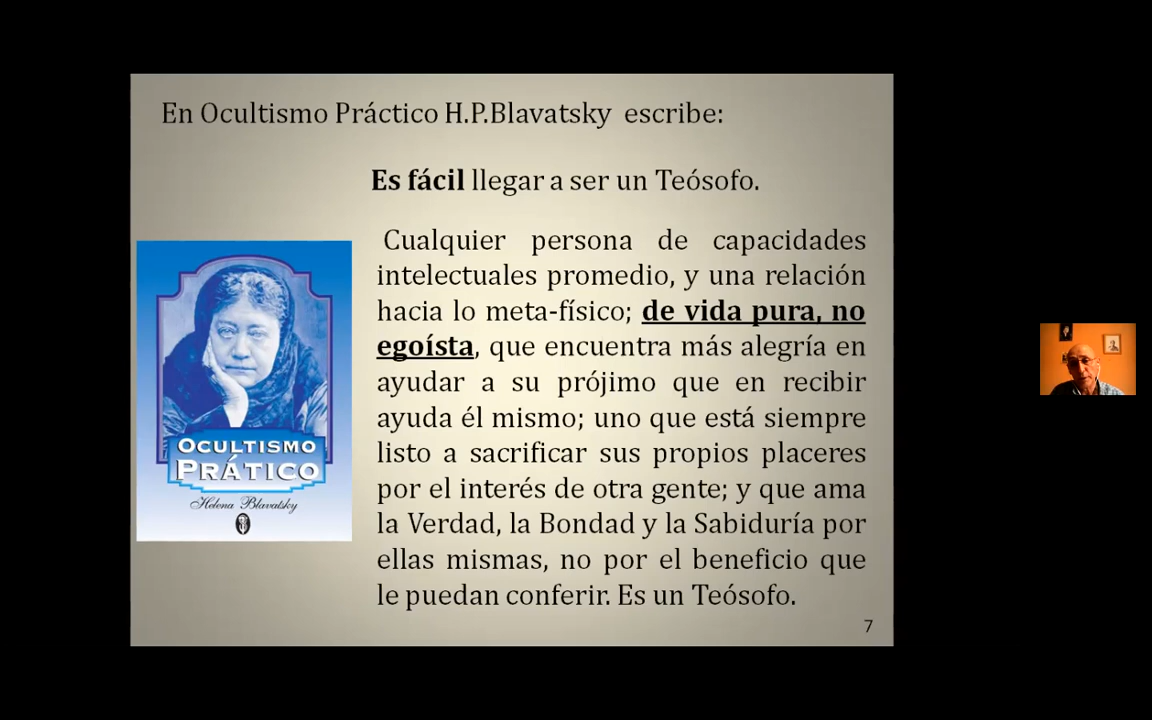 En Ocultismo Práctico H.P.Blavatsky escribe:
Es fácil llegar a ser un Teósofo.
Cualquier persona de capacidades
intelectuales promedio, y una relación
hacia lo meta-físico; de vida pura, no
egoísta, que encuentra más alegría en
ayudar a su prójimo que en recibir
ayuda él mismo; uno que está siempre
listo a sacrificar sus propios placeres
por el interés de otra gente; y que ama
la Verdad, la Bondad y la Sabiduría por
ellas mismas, no por el beneficio que
le puedan conferir. Es un Teósofo.
OCULTISMO
PRÁTICO
Helena Blavatsky
7